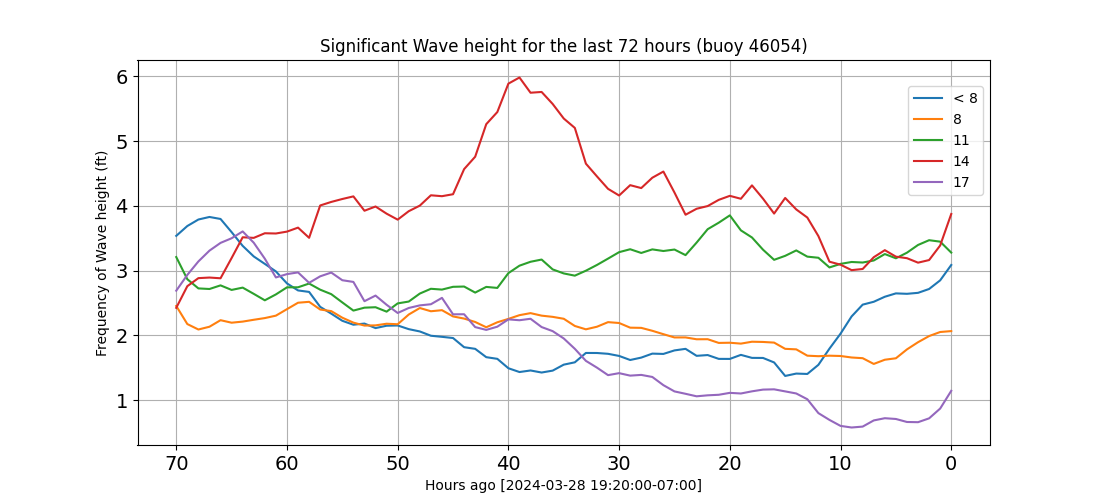 Significant Wave height for the last 72 hours (buoy 46054)
Frequency of Wave height (ft)
6
5
4
3
2
1
< 8
8
11
14
17
70 60 50 40 30 20 10 0
Hours ago [2024-03-28 19:20:00-07:00]